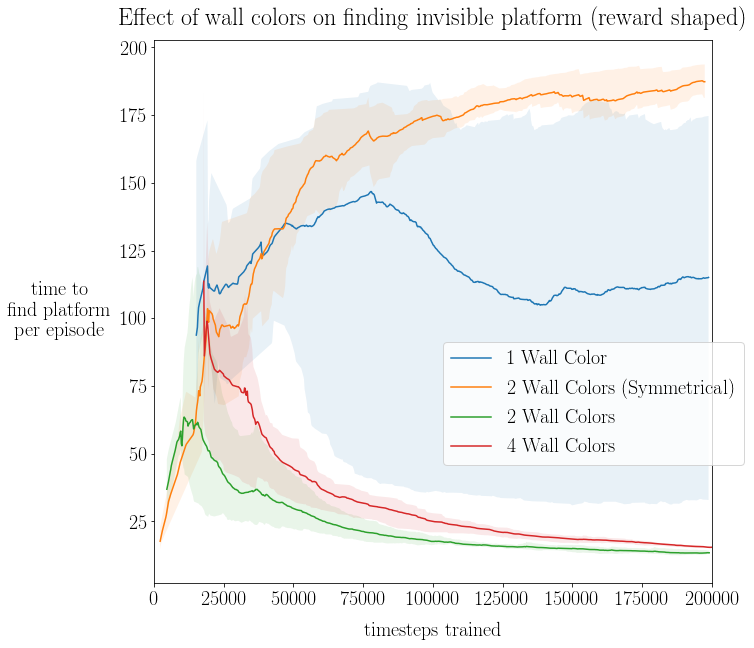 Effect of wall colors on finding invisible platform (reward shaped)
200
175
150
125
100
75
50
25
time to
find platform
per episode
1 Wall Color
2 Wall Colors (Symmetrical)
2 Wall Colors
4 Wall Colors
0 25000 50000 75000 100000 125000 150000 175000 200000
timesteps trained